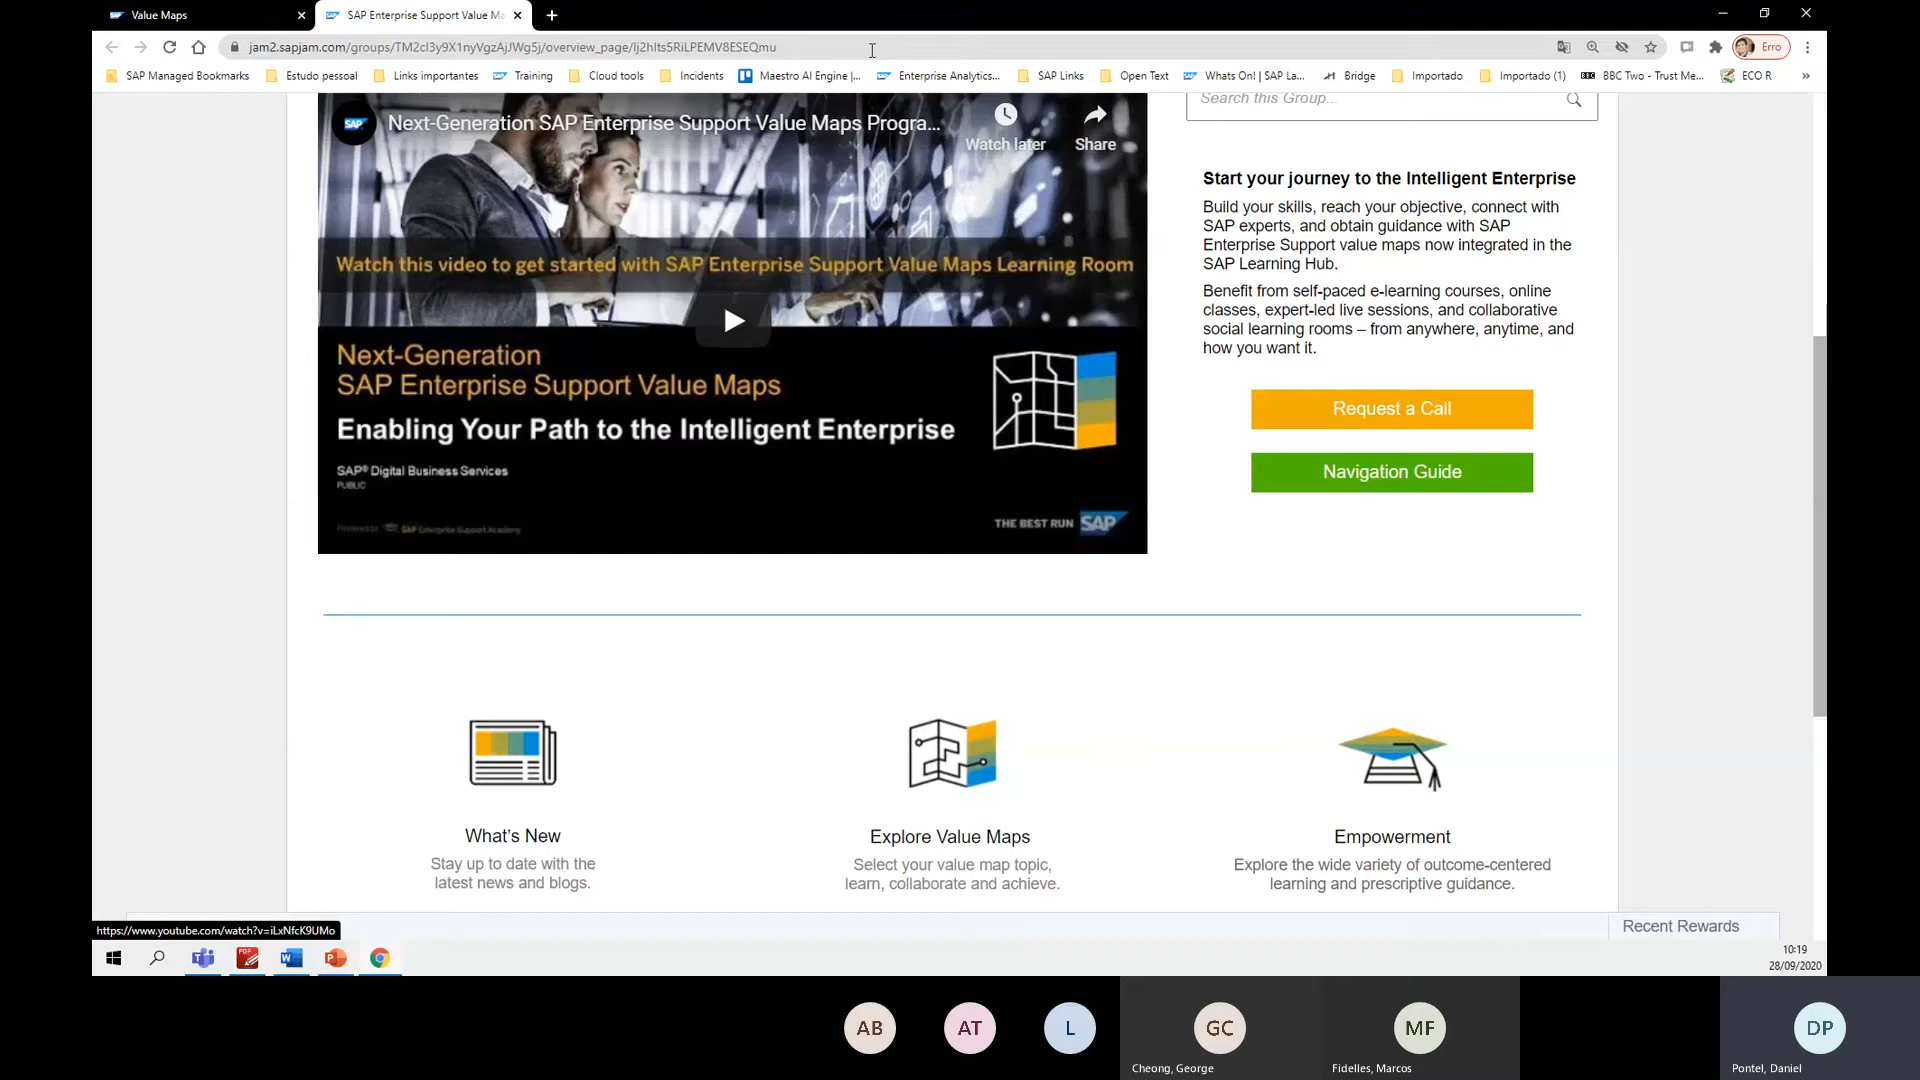 Value Maps
SAP Enterprise Support Value Ma
jam2.sapjam.com/groups/TM2cI3y9X1nyVgzAjJWg5j/overview_page/Ij2hIts5RiLPEMV8ESEQmu
Erro
SAP Managed Bookmarks
Estudo pessoal
Links importantes
Training
Cloud tools
Incidents
Maestro AI Engine |...
Enterprise Analytics...
SAP Links
Open Text
Whats On! | SAP La...
Bridge
Importado
Importado (1)
BBC Two - Trust Me...
ECO R
SAP
Next-Generation SAP Enterprise Support Value Maps Progra...
Watch later
Share
Watch this video to get started with SAP Enterprise Support Value Maps Learning Room
Next-Generation
SAP Enterprise Support Value Maps
Enabling Your Path to the Intelligent Enterprise
SAP® Digital Business Services
PUBLIC
Powered by SAP Enterprise Support Academy
THE BEST RUN SAP
Search this Group...
Start your journey to the Intelligent Enterprise
Build your skills, reach your objective, connect with
SAP experts, and obtain guidance with SAP
Enterprise Support value maps now integrated in the
SAP Learning Hub.
Benefit from self-paced e-learning courses, online
classes, expert-led live sessions, and collaborative
social learning rooms – from anywhere, anytime, and
how you want it.
Request a Call
Navigation Guide
What's New
Stay up to date with the
latest news and blogs.
Explore Value Maps
Select your value map topic,
learn, collaborate and achieve.
Empowerment
Explore the wide variety of outcome-centered
learning and prescriptive guidance.
Recent Rewards
https://www.youtube.com/watch?v=iLxNfcK9UMo
10:19
28/09/2020
AB
AT
L
GC
Cheong, George
MF
Fidelles, Marcos
DP
Pontel, Daniel